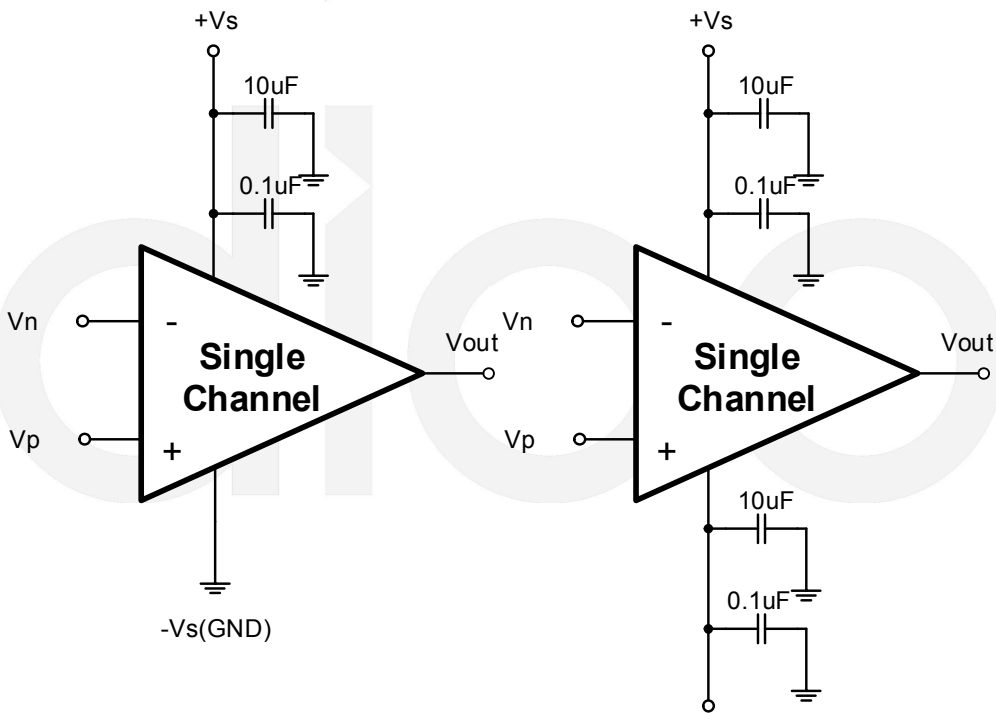 +Vs
10uF
0.1uF
Vn
-
Single
Channel
Vout
Vp
+
-Vs(GND)
+Vs
10uF
0.1uF
Vn
-
Single
Channel
Vout
Vp
+
10uF
0.1uF
dioo